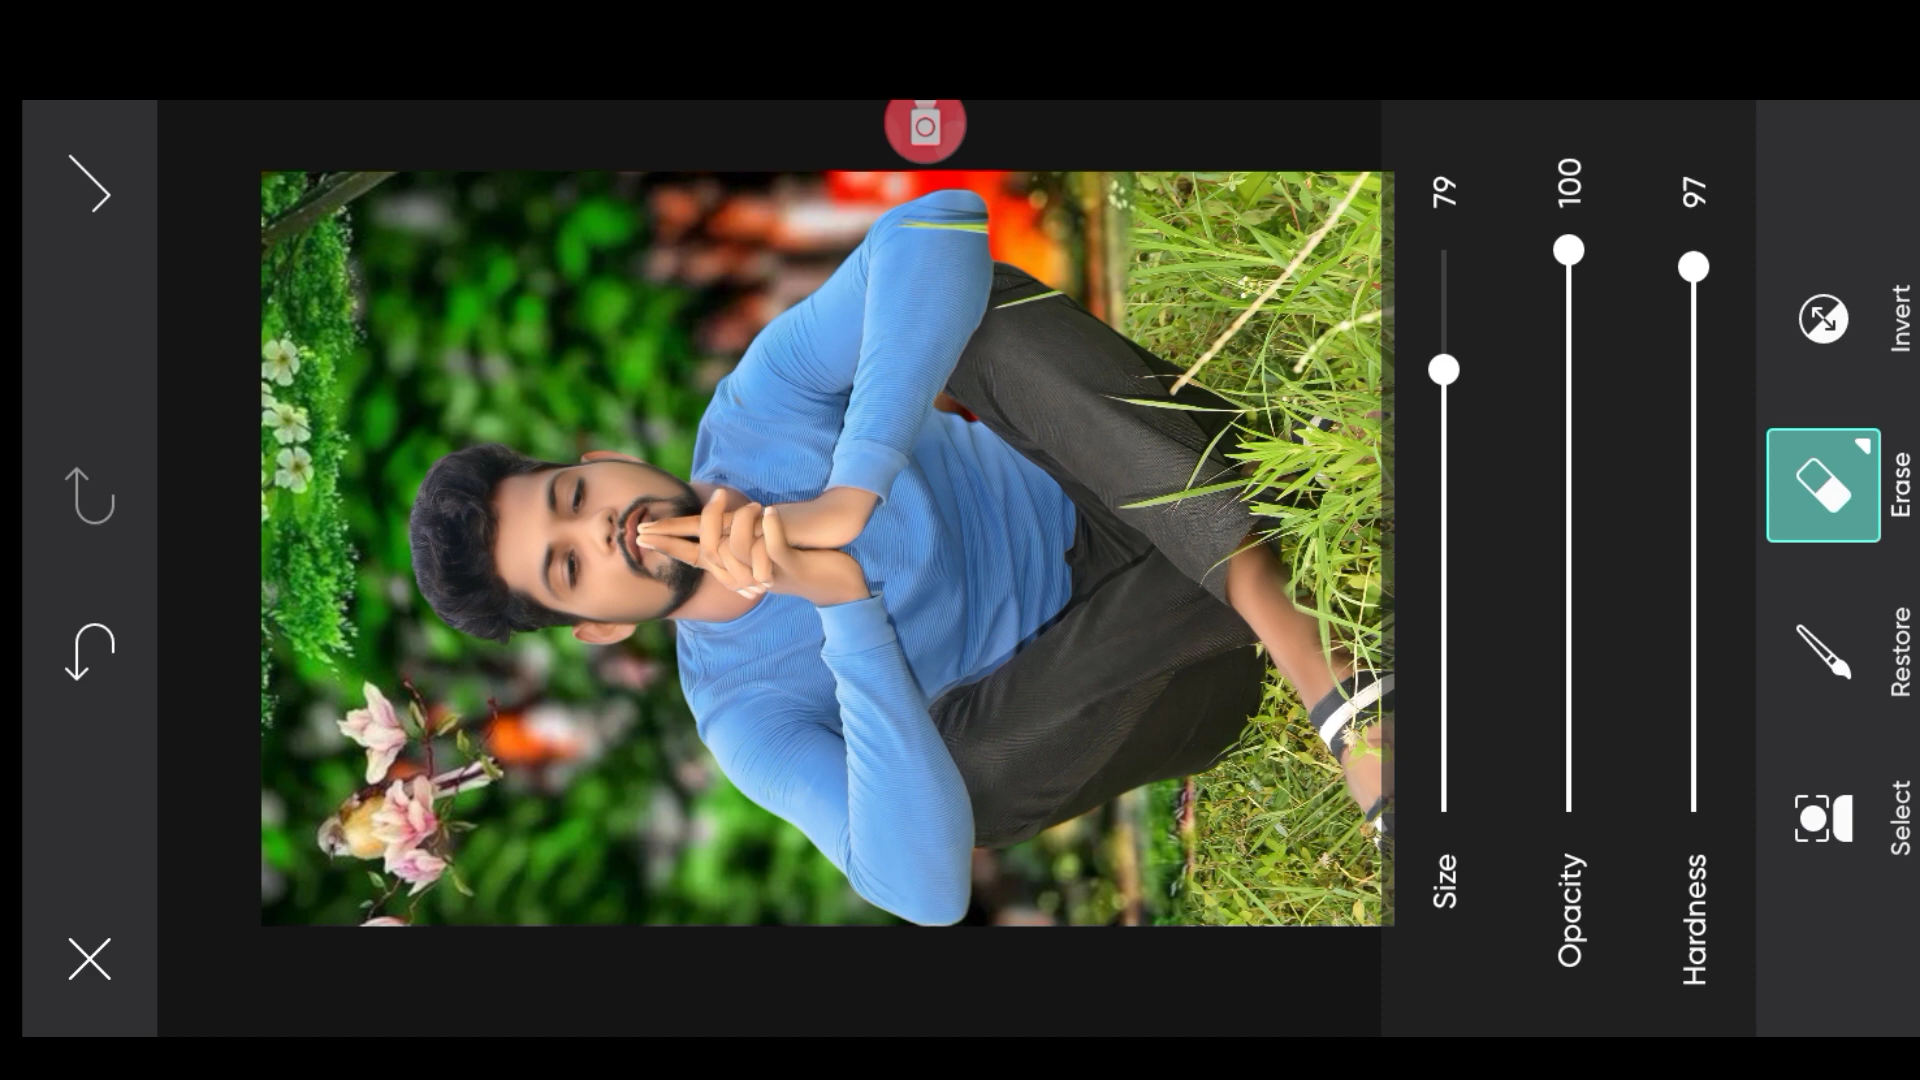 Size 79
Opacity 100
Hardness 97
Select
Restore
Erase
Invert